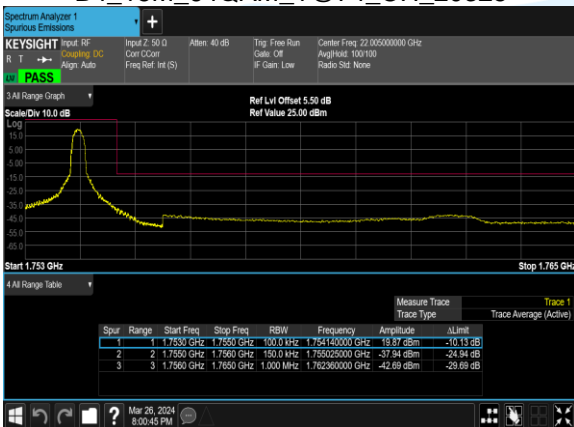 Spectrum Analyzer 1
Spurious Emissions
KEYSIGHT Input: RF Input Z: 50 Ω Atten: 40 dB Trig: Free Run Center Freq: 22.005000000 GHz
R T Coupling: DC Corr CCorr Gate: Off Avg|Hold: 100/100
Align: Auto Freq Ref: Int (S) IF Gain: Low Radio Std: None
PASS
3 All Range Graph
Ref Lvl Offset 5.50 dB
Scale/Div 10.0 dB Ref Value 25.00 dBm
Log
15.0
5.00
-5.00
-15.0
-25.0
-35.0
-45.0
-55.0
-65.0
Start 1.753 GHz Stop 1.765 GHz
4 All Range Table
Measure Trace Trace 1
Trace Type Trace Average (Active)
Spur Range Start Freq Stop Freq RBW Frequency Amplitude ΔLimit
1 1 1.7530 GHz 1.7550 GHz 100.0 kHz 1.754140000 GHz 19.87 dBm -10.13 dB
2 2 1.7550 GHz 1.7560 GHz 150.0 kHz 1.755025000 GHz -37.94 dBm -24.94 dB
3 3 1.7560 GHz 1.7650 GHz 1.000 MHz 1.762360000 GHz -42.69 dBm -29.69 dB
Mar 26, 2024
8:00:45 PM